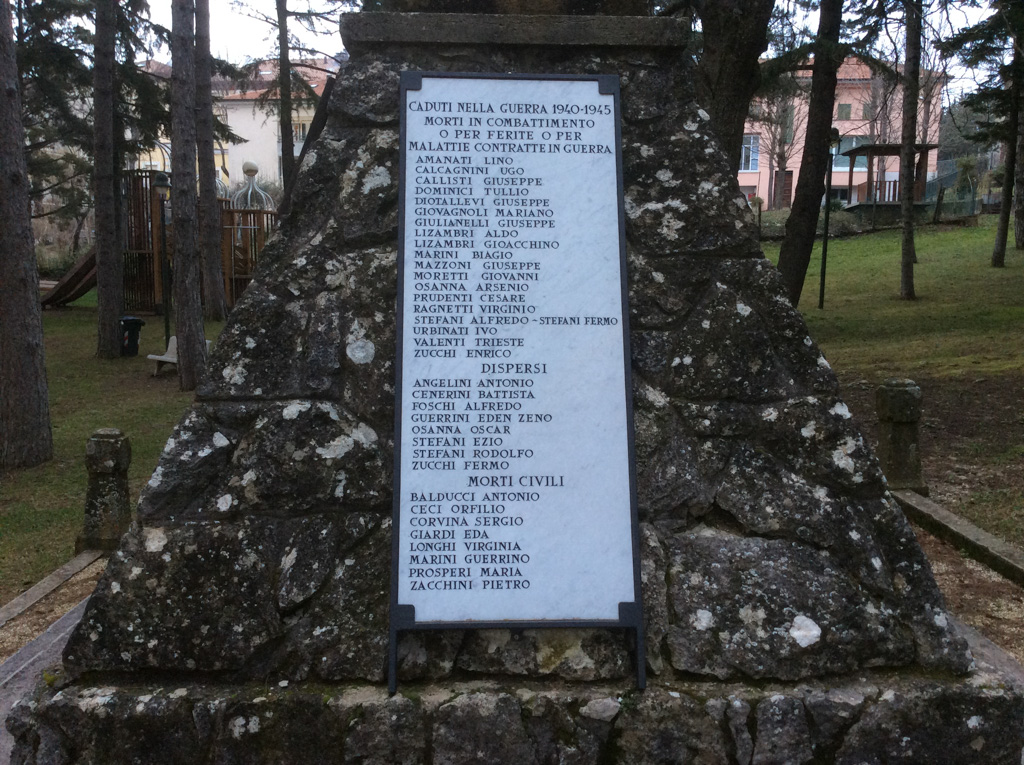 CADUTI NELLA GUERRA 1940-1945
MORTI IN COMBATTIMENTO
O PER FERITE O PER
MALATTIE CONTRATTE IN GUERRA
AMANATI LINO
CALCAGNINI UGO
CALLISTI GIUSEPPE
DOMINICI TULLIO
DIOTALLEVI GIUSEPPE
GIOVAGNOLI MARIANO
GIULIANELLI GIUSEPPE
LIZAMBRI ALDO
LIZAMBRI GIOACCHINO
MARINI BIAGIO
MAZZONI GIUSEPPE
MORETTI GIOVANNI
OSANNA ARSENIO
PRUDENTI CESARE
RAGNETTI VIRGINIO
STEFANI ALFREDO - STEFANI FERMO
URBINATI IVO
VALENTI TRIESTE
ZUCCHI ENRICO
DISPERSI
ANGELINI ANTONIO
CENERINI BATTISTA
FOSCHI ALFREDO
GUERRINI EDEN ZENO
OSANNA OSCAR
STEFANI EZIO
STEFANI RODOLFO
ZUCCHI FERMO
MORTI CIVILI
BALDUCCI ANTONIO
CECI ORFILIO
CORVINA SERGIO
GIARDI EDA
LONGHI VIRGINIA
MARINI GUERRINO
PROSPERI MARIA
ZACCHINI PIETRO